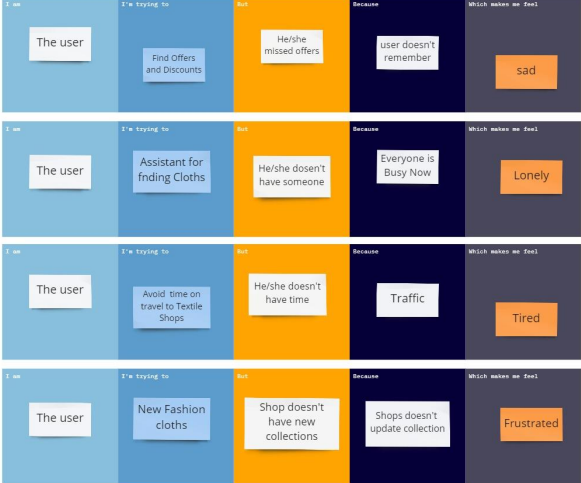 I am
I'm trying to
But
Because
Which makes me feel
The user
Find Offers
and Discounts
He/she
missed offers
user doesn't
remember
sad
I am
I'm trying to
But
Because
Which makes me feel
The user
Assistant for
fnding Cloths
He/she dosen't
have someone
Everyone is
Busy Now
Lonely
I am
I'm trying to
But
Because
Which makes me feel
The user
Avoid time on
travel to Textile
Shops
He/she doesn't
have time
Traffic
Tired
I am
I'm trying to
But
Because
Which makes me feel
The user
New Fashion
cloths
Shop doesn't
have new
collections
Shops doesn't
update collection
Frustrated